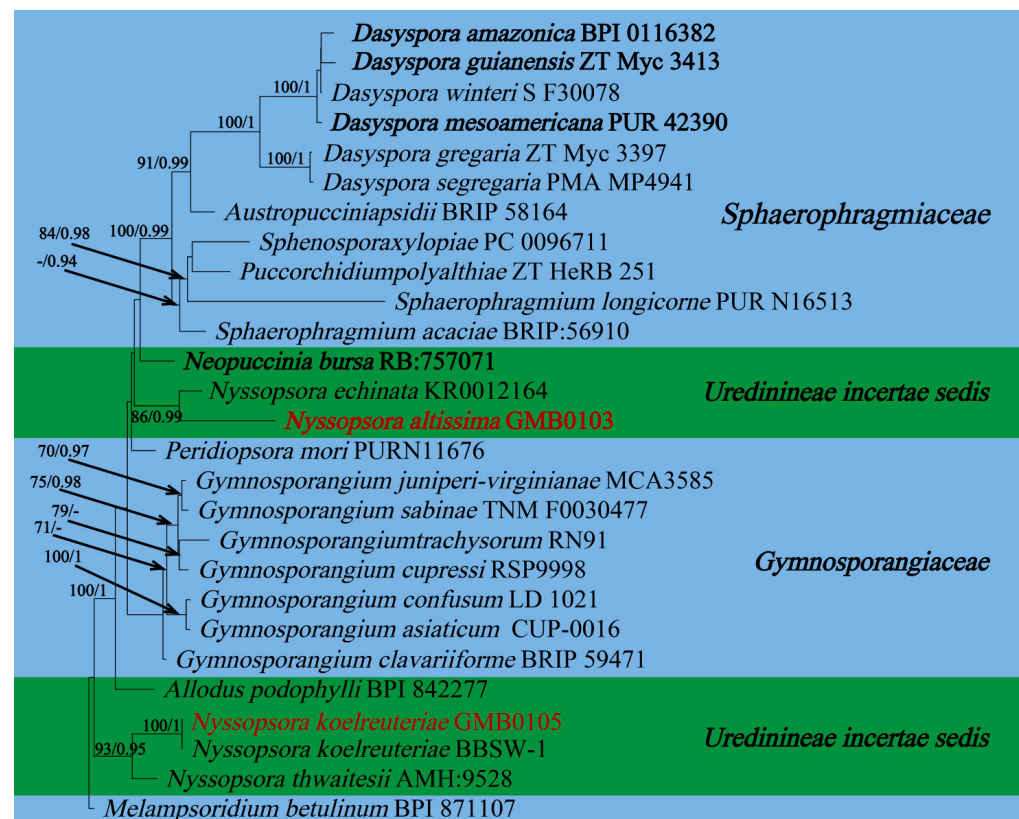 Dasyspora amazonica BPI 0116382
Dasyspora guianensis ZT Myc 3413
100/1
Dasyspora winteri S F30078
100/1
Dasyspora mesoamericana PUR 42390
Dasyspora gregaria ZT Myc 3397
91/0.99
100/1
Dasyspora segregaria PMA MP4941
Austropucciniapsidii BRIP 58164
Sphaerophragmiaceae
84/0.98
100/0.99
Sphenosporaxylopiae PC 0096711
-/0.94
Puccorchidiumpolyalthiae ZT HeRB 251
Sphaerophragmium longicorne PUR N16513
Sphaerophragmium acaciae BRIP:56910
Neopuccinia bursa RB:757071
Nyssopsora echinata KR0012164
Uredinineae incertae sedis
86/0.99
Nyssopsora altissima GMB0103
Peridiopsora mori PURN11676
70/0.97
Gymnosporangium juniperi-virginianae MCA3585
75/0.98
Gymnosporangium sabinae TNM F0030477
79/-
Gymnosporangiumtrachysorum RN91
71/-
Gymnosporangium cupressi RSP9998
Gymnosporangiaceae
100/1
Gymnosporangium confusum LD 1021
100/1
Gymnosporangium asiaticum CUP-0016
Gymnosporangium clavariiforme BRIP 59471
Allodus podophylli BPI 842277
100/1
Nyssopsora koelreuteriae GMB0105
93/0.95
Nyssopsora koelreuteriae BBSW-1
Uredinineae incertae sedis
Nyssopsora thwaitesii AMH:9528
Melampsoridium betulinum BPI 871107